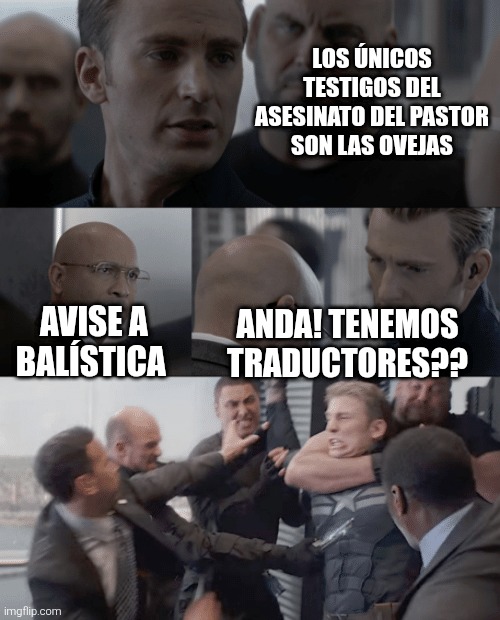 LOS ÚNICOS
TESTIGOS DEL
ASESINATO DEL PASTOR
SON LAS OVEJAS
AVISE A
BALÍSTICA
ANDA! TENEMOS
TRADUCTORES??
imgflip.com